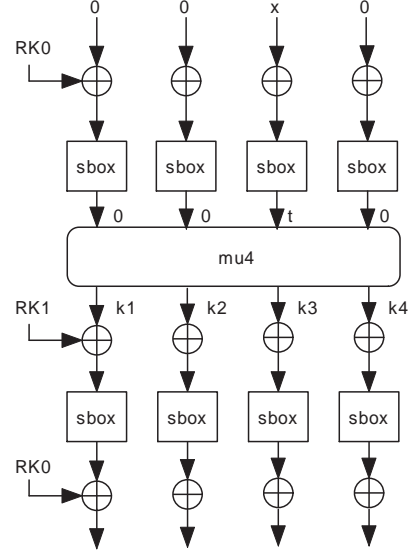 0 0 x 0
RK0
sbox sbox sbox sbox
0 0 t 0
mu4
RK1 k1 k2 k3 k4
sbox sbox sbox sbox
RK0